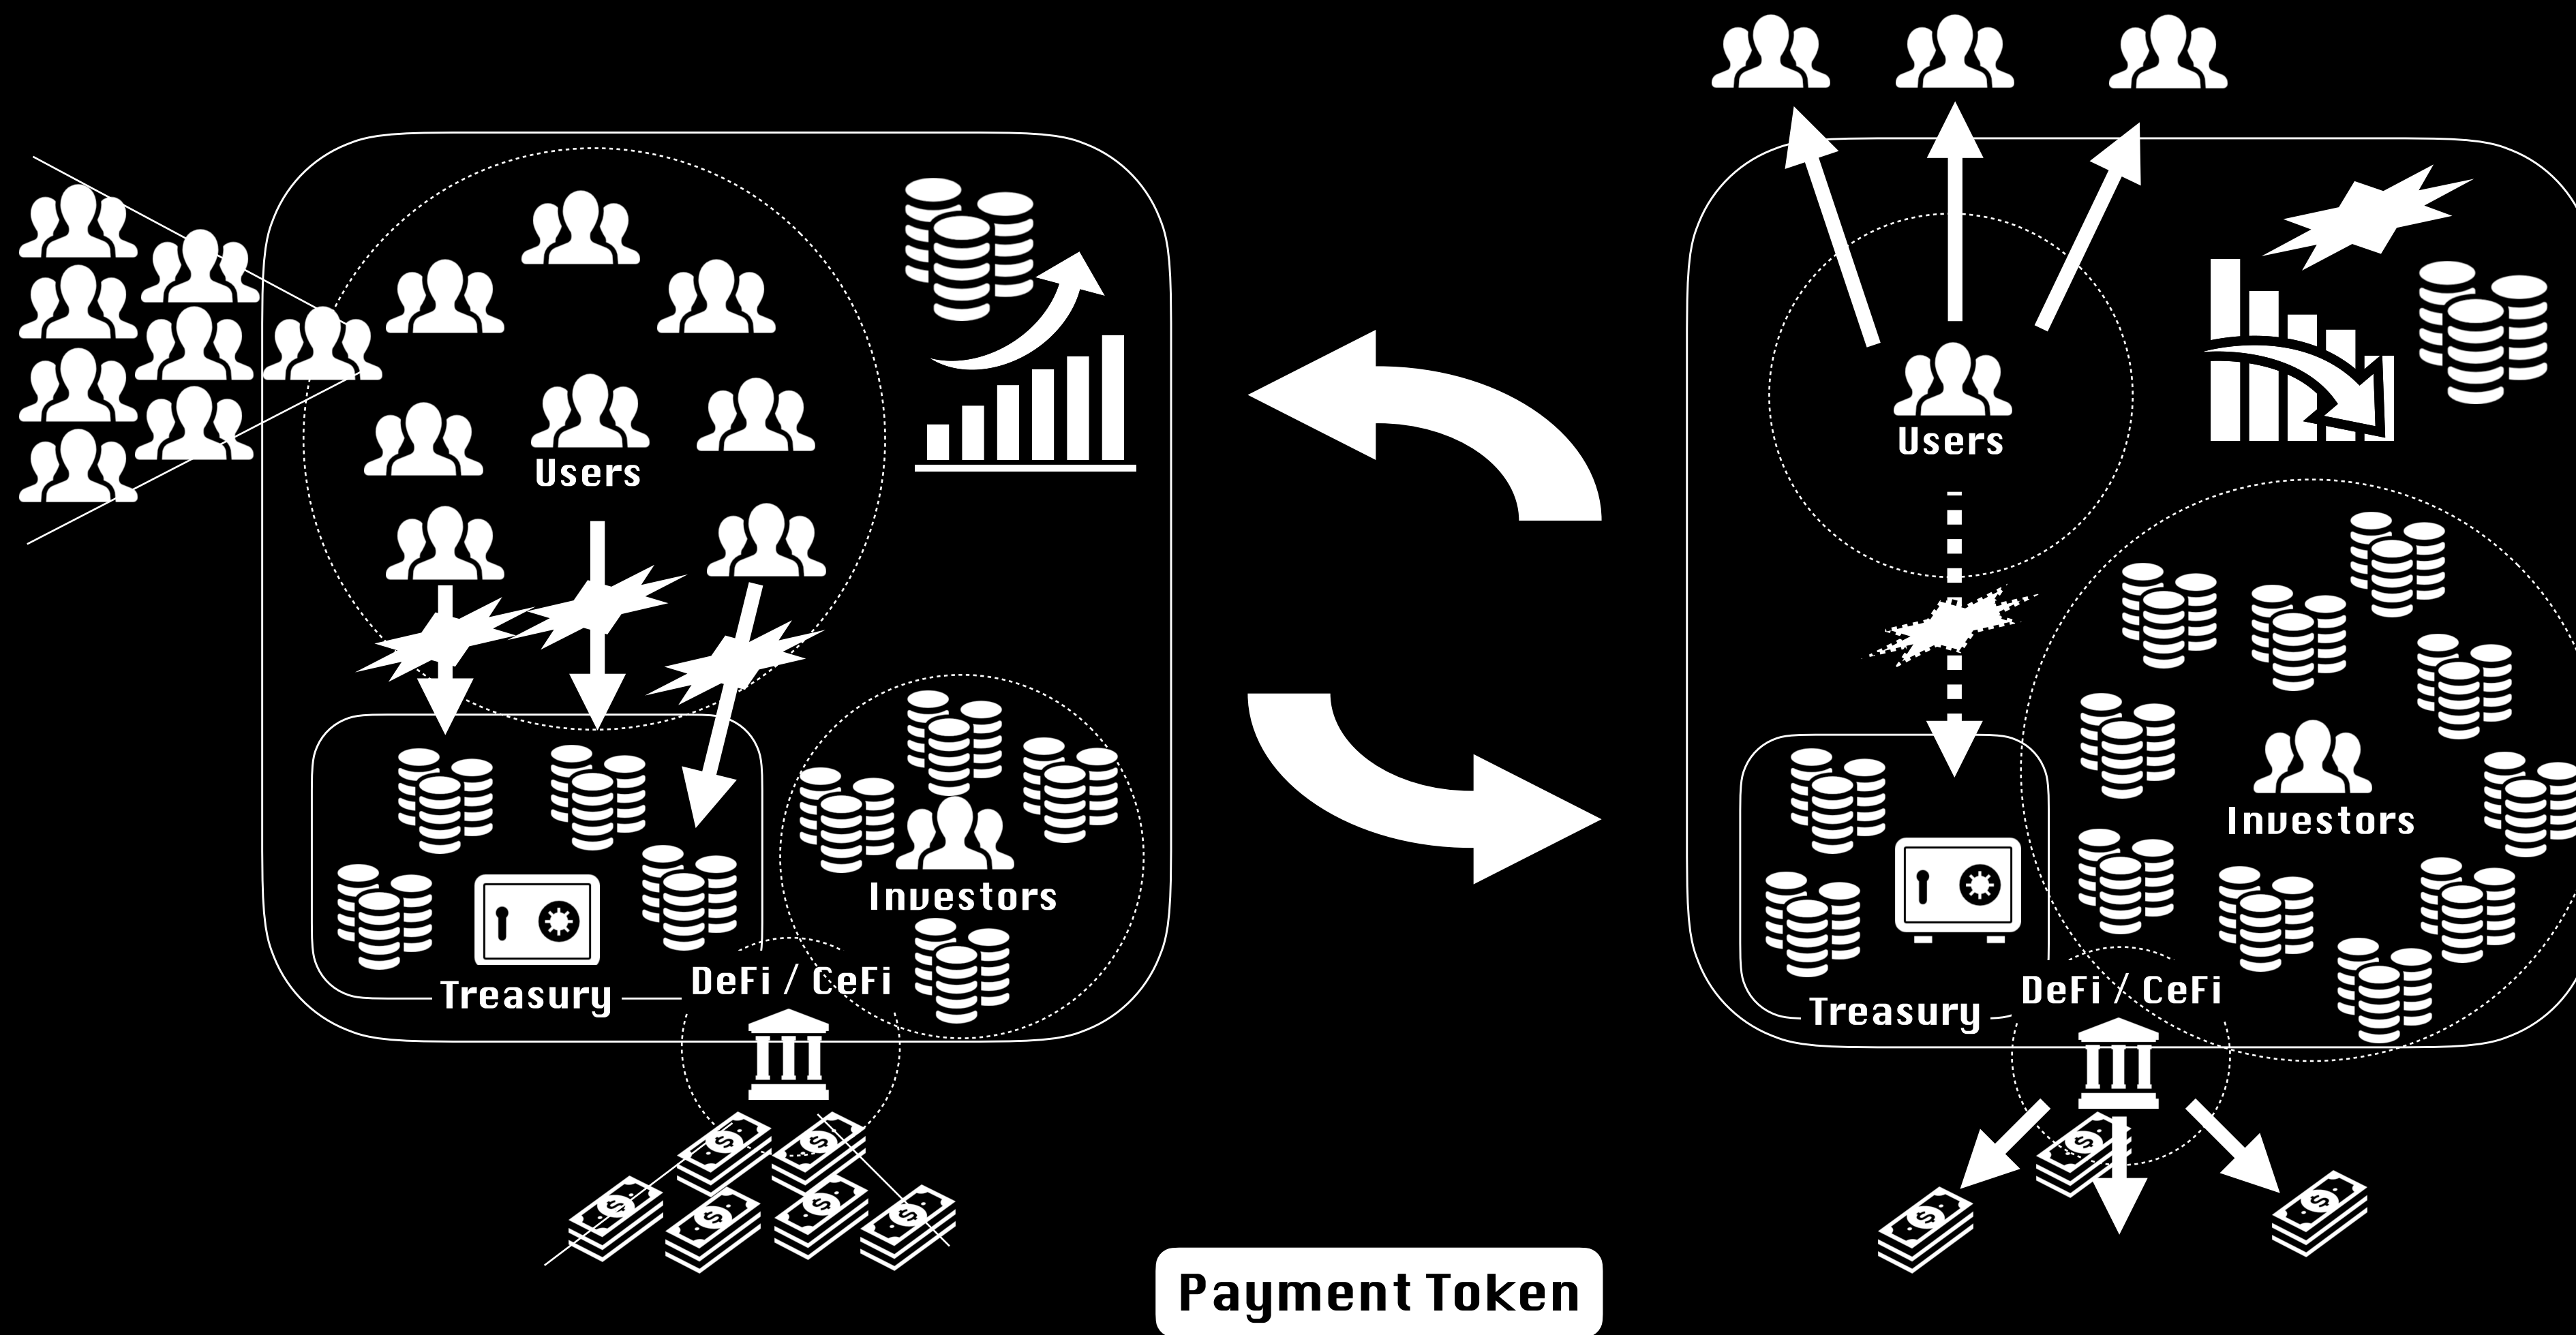 Users
Users
Investors
Investors
DeFi / CeFi
Treasury
DeFi / CeFi
Treasury
Payment Token